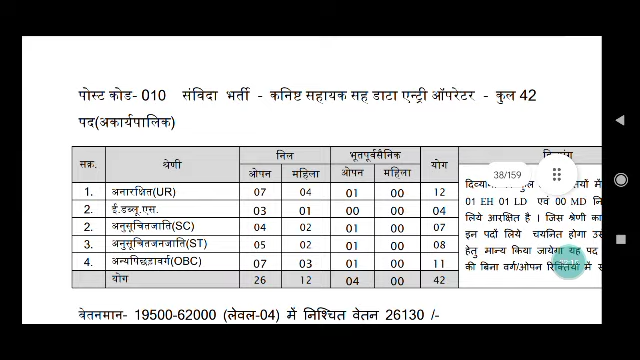 पोस्ट कोड- 010 संविदा भर्ती - कनिष्ट सहायक सह डाटा एन्ट्री ऑपरेटर - कुल 42
पद(अकार्यपालिक)
सक्र. श्रेणी निल भूतपूर्वसैनिक योग
ओपन महिला ओपन महिला
1. अनारक्षित(UR) 07 04 01 00 12
2. ई.डब्लू.एस. 03 01 00 00 04
2. अनुसूचितजाति(SC) 04 02 01 00 07
3. अनुसूचितजनजाति(ST) 05 02 01 00 08
4. अन्यपिछड़ावर्ग(OBC) 07 03 01 00 11
योग 26 12 04 00 42
38/159
01 EH 01 LD एवं 00 MD
लिये आरक्षित है । जिस श्रेणी
इन पदों लिये चयनित होगा
हेतु मान्य किया जायेगा यह पद
की बिना वर्ग/ओपन रिक्तियों में
वेतनमान- 19500-62000 (लेवल-04) में निश्चित वेतन 26130 /-